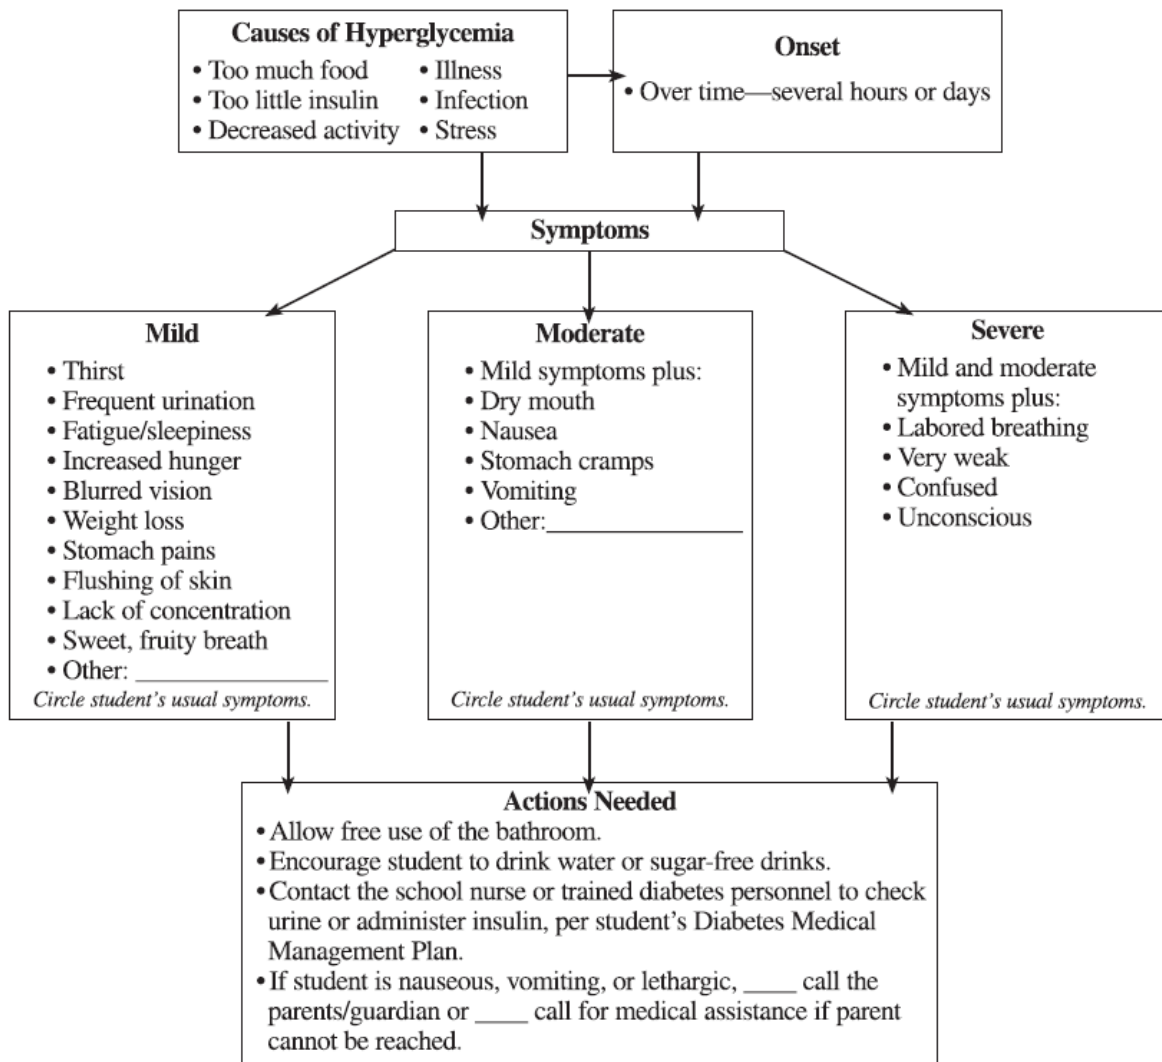 Causes of Hyperglycemia
• Too much food
• Too little insulin
• Decreased activity
• Illness
• Infection
• Stress
Onset
• Over time—several hours or days
Symptoms
Mild
• Thirst
• Frequent urination
• Fatigue/sleepiness
• Increased hunger
• Blurred vision
• Weight loss
• Stomach pains
• Flushing of skin
• Lack of concentration
• Sweet, fruity breath
• Other: ________________
Circle student’s usual symptoms.
Moderate
• Mild symptoms plus:
• Dry mouth
• Nausea
• Stomach cramps
• Vomiting
• Other:________________
Circle student’s usual symptoms.
Severe
• Mild and moderate
symptoms plus:
• Labored breathing
• Very weak
• Confused
• Unconscious
Circle student’s usual symptoms.
Actions Needed
• Allow free use of the bathroom.
• Encourage student to drink water or sugar-free drinks.
• Contact the school nurse or trained diabetes personnel to check
urine or administer insulin, per student’s Diabetes Medical
Management Plan.
• If student is nauseous, vomiting, or lethargic, ____ call the
parents/guardian or ____ call for medical assistance if parent
cannot be reached.